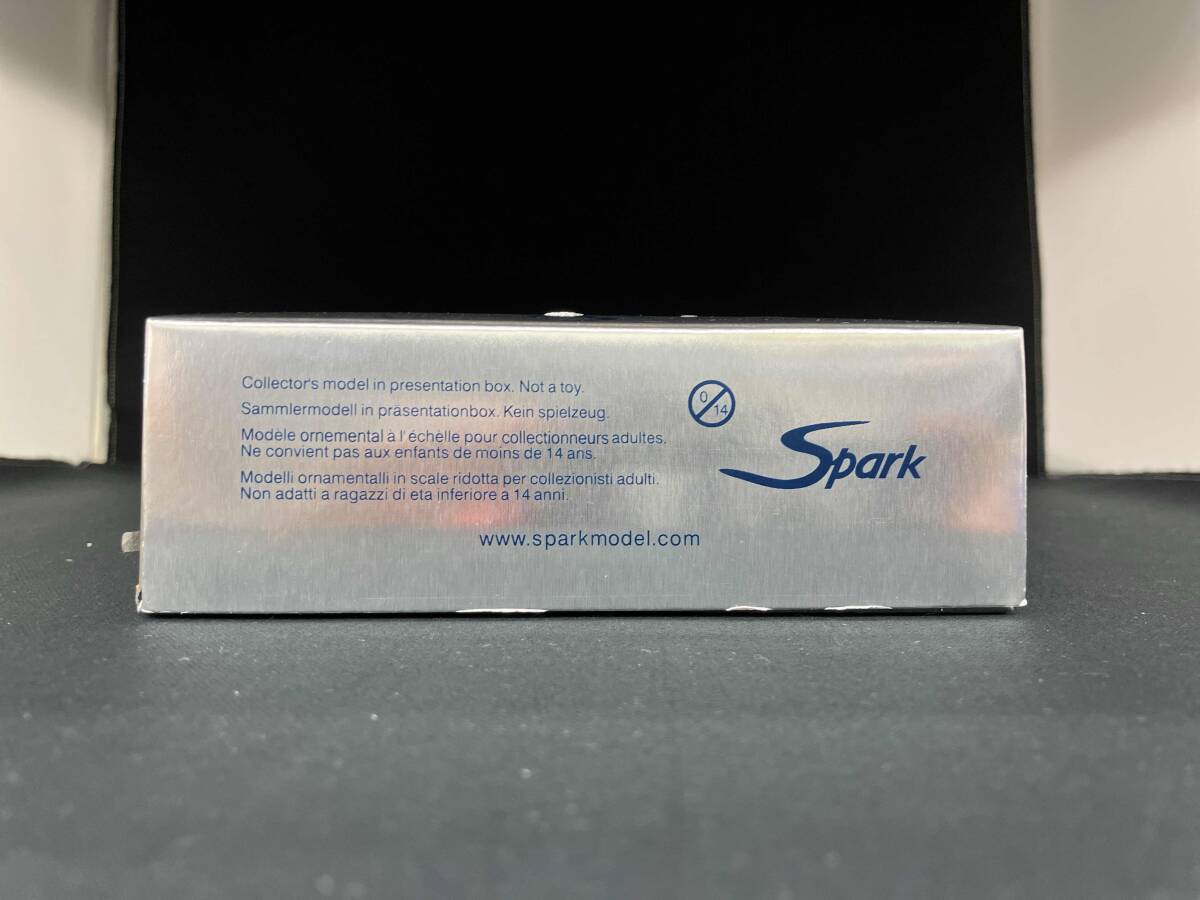 Collector's model in presentation box. Not a toy.
Sammlermodell in präsentationbox. Kein spielzeug.
Modèle ornemental à l'échelle pour collectionneurs adultes.
Ne convient pas aux enfants de moins de 14 ans.
Modelli ornamentalli in scale ridotta per collezionisti adulti.
Non adatti a ragazzi di eta inferiore a 14 anni.
0/14
Spark
www.sparkmodel.com